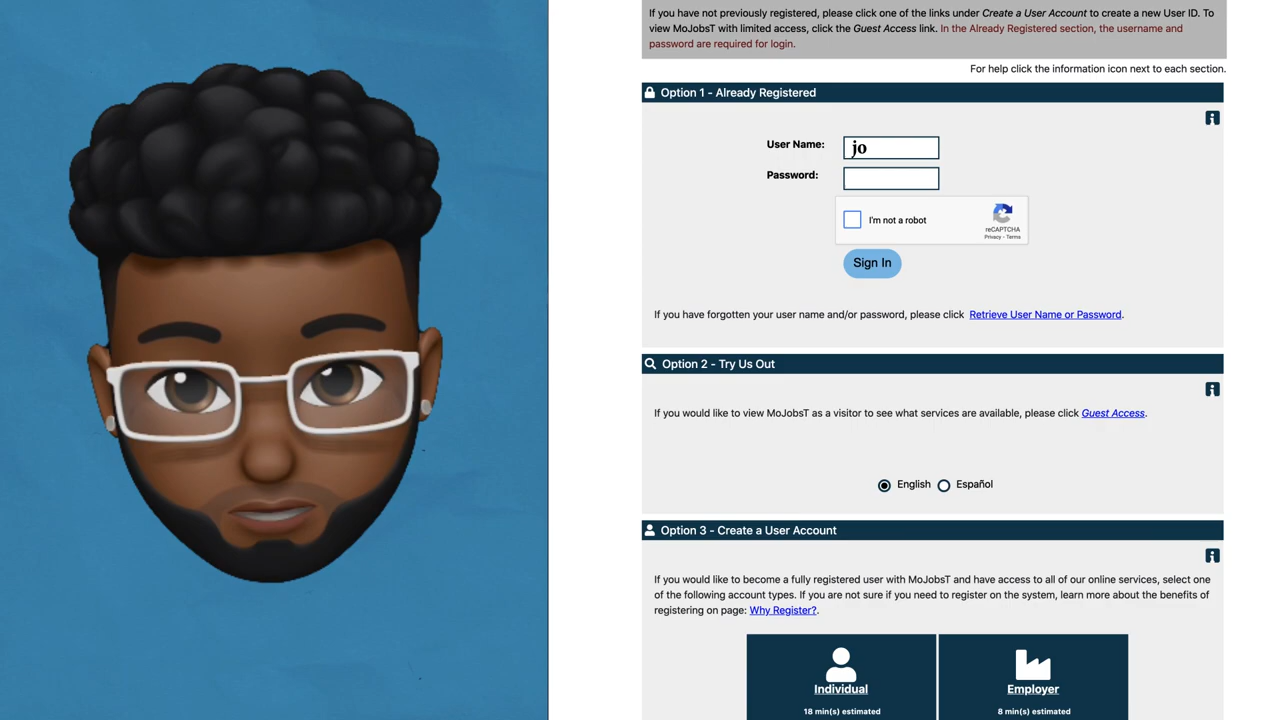 If you have not previously registered, please click one of the links under Create a User Account to create a new User ID. To
view MoJobsT with limited access, click the Guest Access link. In the Already Registered section, the username and
password are required for login.
For help click the information icon next to each section.
Option 1 - Already Registered
User Name:
jo
Password:
I'm not a robot
reCAPTCHA
Privacy - Terms
Sign In
If you have forgotten your user name and/or password, please click Retrieve User Name or Password.
Option 2 - Try Us Out
If you would like to view MoJobsT as a visitor to see what services are available, please click Guest Access.
English
Español
Option 3 - Create a User Account
If you would like to become a fully registered user with MoJobsT and have access to all of our online services, select one
of the following account types. If you are not sure if you need to register on the system, learn more about the benefits of
registering on page: Why Register?.
Individual
18 min(s) estimated
Employer
8 min(s) estimated